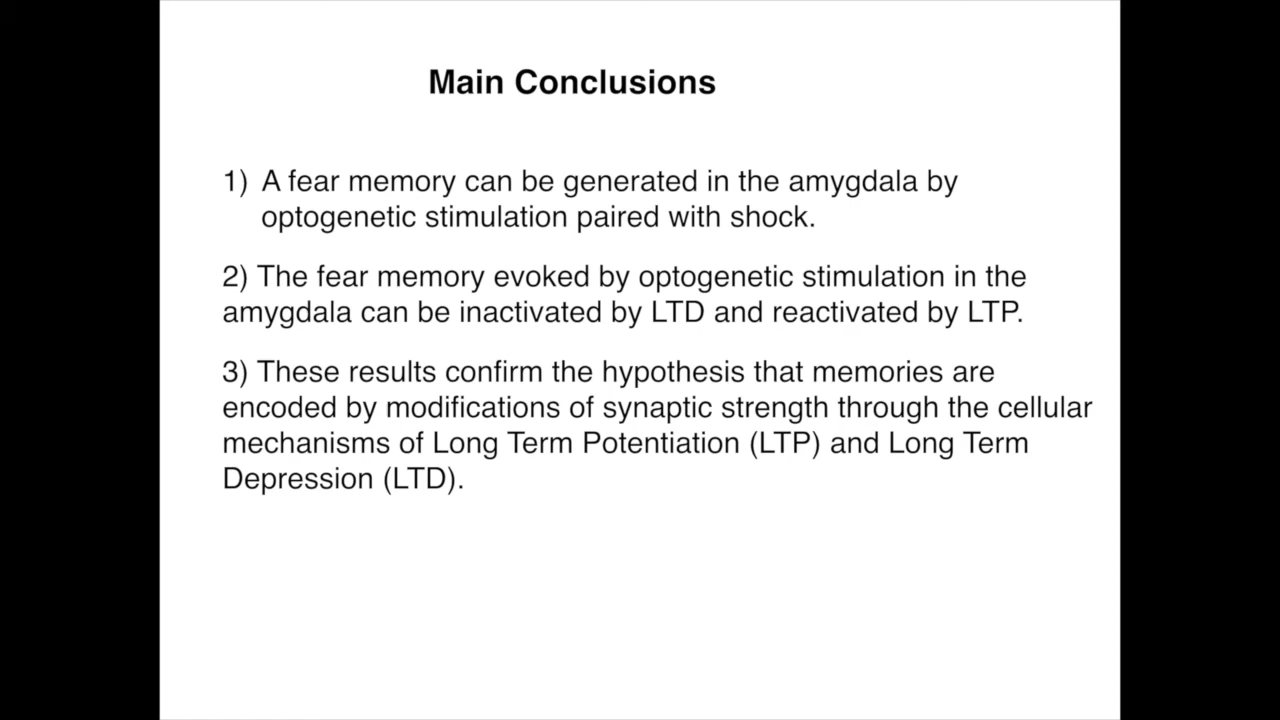 Main Conclusions
1) A fear memory can be generated in the amygdala by
optogenetic stimulation paired with shock.
2) The fear memory evoked by optogenetic stimulation in the
amygdala can be inactivated by LTD and reactivated by LTP.
3) These results confirm the hypothesis that memories are
encoded by modifications of synaptic strength through the cellular
mechanisms of Long Term Potentiation (LTP) and Long Term
Depression (LTD).